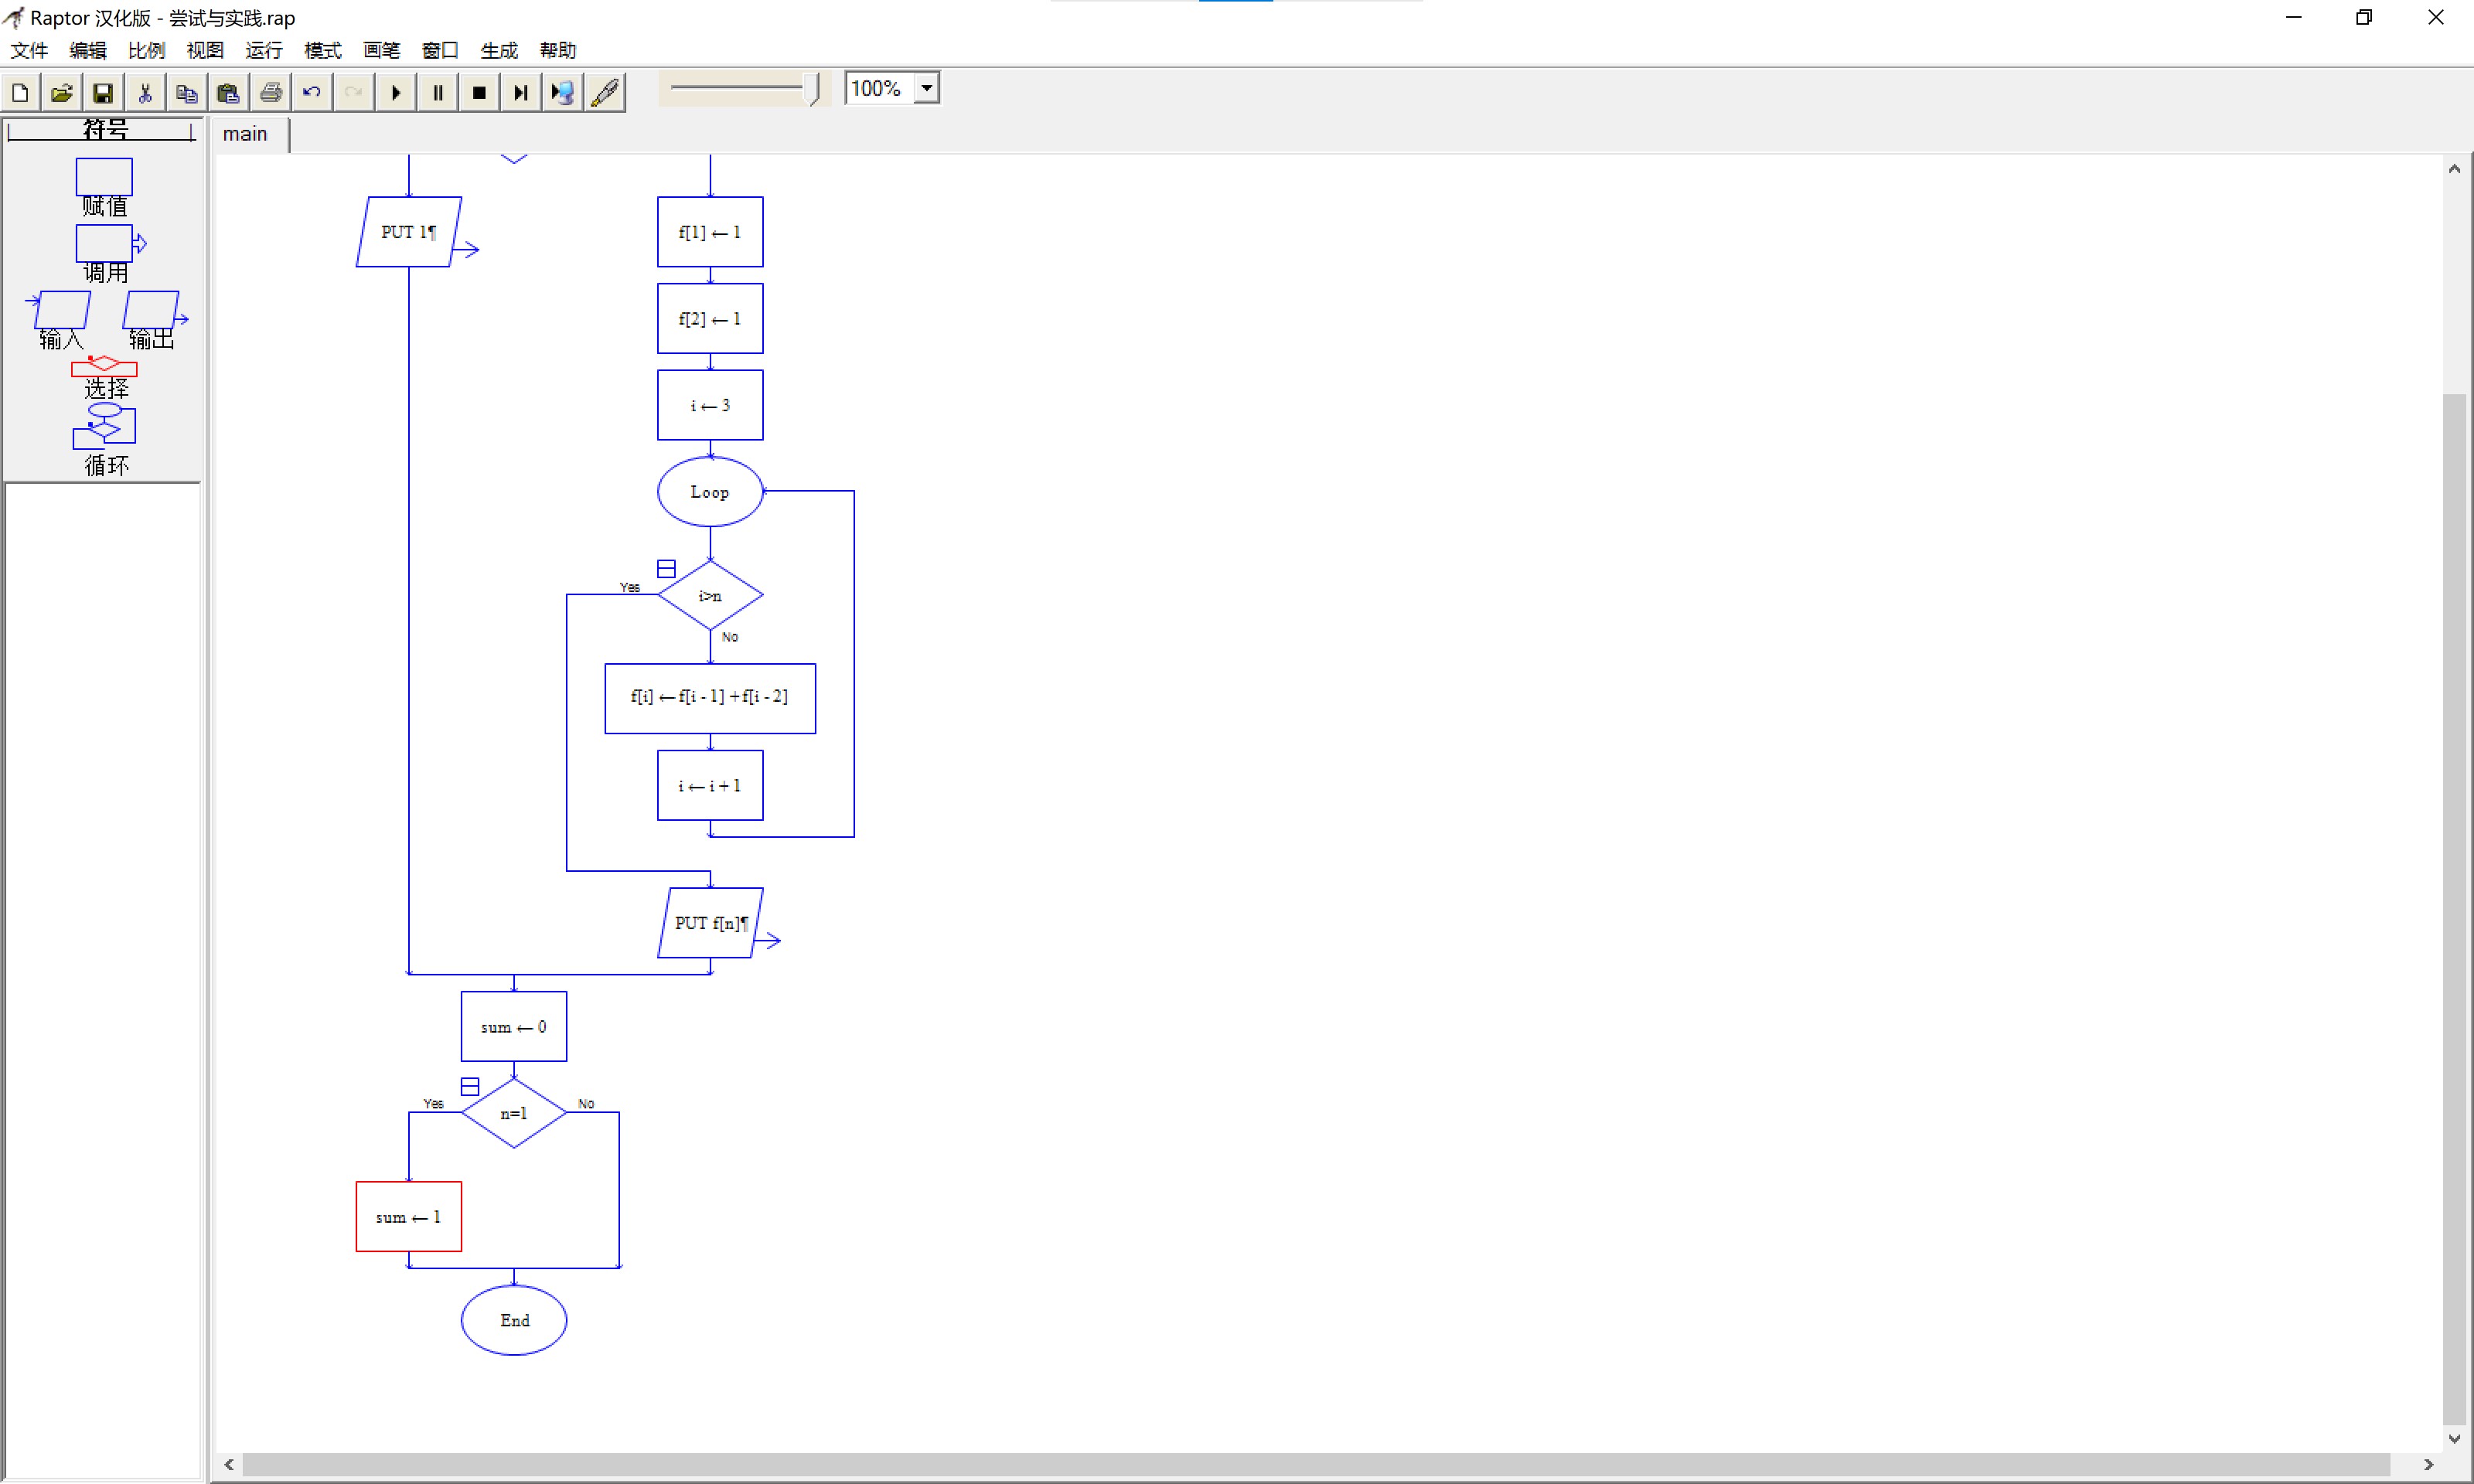 Raptor 汉化版 - 尝试与实践.rap
文件 编辑 比例 视图 运行 模式 画笔 窗口 生成 帮助
100%
符号
main
赋值
调用
输入 输出
选择
循环
PUT 1¶
f[1] ← 1
f[2] ← 1
i ← 3
Loop
Yes
i>n
No
f[i] ← f[i - 1] + f[i - 2]
i ← i + 1
PUT f[n]¶
sum ← 0
Yes
n=1
No
sum ← 1
End